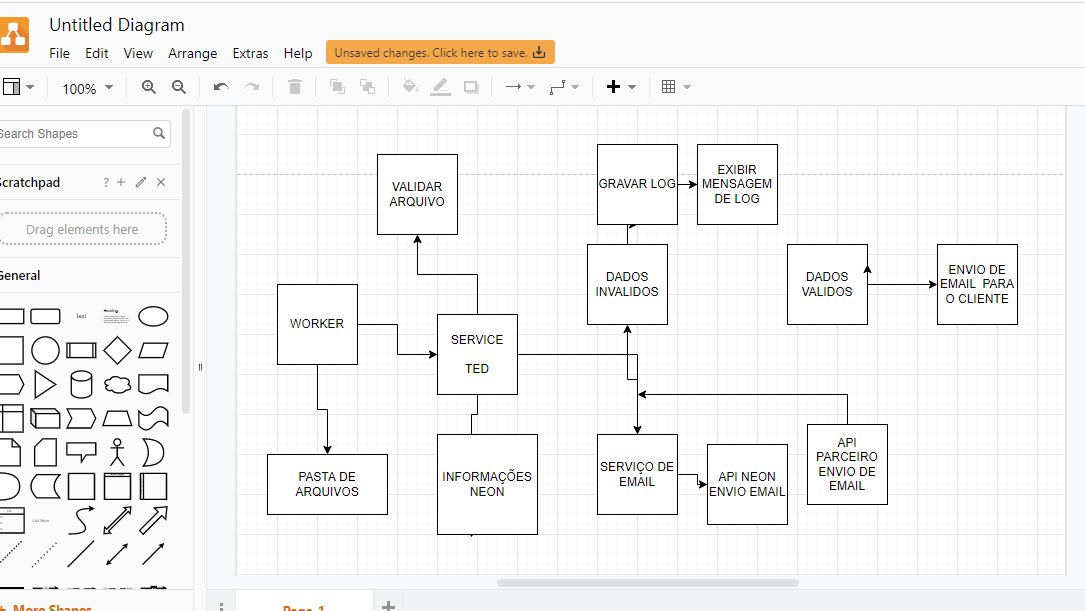 Untitled Diagram
File Edit View Arrange Extras Help
Unsaved changes. Click here to save.
100%
Search Shapes
Scratchpad
?
Drag elements here
General
Text
Heading
List Item
More Shapes
VALIDAR
ARQUIVO
GRAVAR LOG
EXIBIR
MENSAGEM
DE LOG
DADOS
INVALIDOS
DADOS
VALIDOS
ENVIO DE
EMAIL PARA
O CLIENTE
WORKER
SERVICE
TED
PASTA DE
ARQUIVOS
INFORMAÇÕES
NEON
SERVIÇO DE
EMAIL
API NEON
ENVIO EMAIL
API
PARCEIRO
ENVIO DE
EMAIL
Page-1